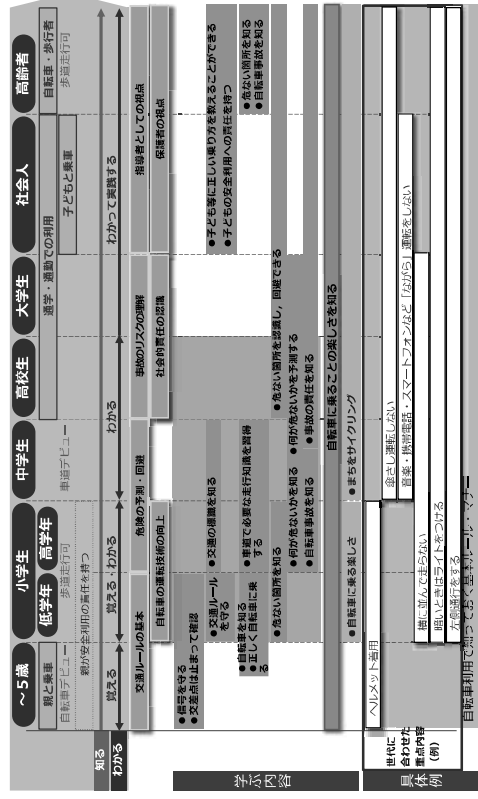 ～５歳
小学生
低学年
高学年
中学生
高校生
大学生
社会人
高齢者
親と乗車
自転車デビュー
歩道走行可
車道デビュー
通学・通勤での利用
子どもと乗車
自転車・歩行者
歩道走行可
親が安全利用の責任を持つ
知る
わかる
覚える
覚える
わかる
わかる
わかって実践する
交通ルールの基本
自転車の運転技術の向上
危険の予測・回避
事故のリスクの理解
社会的責任の認識
指導者としての視点
保護者の視点
学ぶ内容
●信号を守る
●交差点は止まって確認
●交通ルール
を守る
●自転車を知る
●正しく自転車に乗
る
●交通の標識を知る
●車道で必要な走行知識を習得
する
●危ない箇所を知る
●何が危ないかを知る
●自転車事故を知る
●危ない箇所を認識し，回避できる
●何が危ないかを予測する
●事故の責任を知る
●子ども等に正しい乗り方を教えることができる
●子どもの安全利用への責任を持つ
●危ない箇所を知る
●自転車事故を知る
自転車に乗ることの楽しさを知る
●自転車に乗る楽しさ
●まちをサイクリング
具体例
世代に
合わせた
重点内容
（例）
ヘルメット着用
傘さし運転しない
音楽・携帯電話・スマートフォンなど「ながら」運転をしない
横に並んで走らない
暗いときはライトをつける
左側通行をする
自転車利用で知っておく基本ルール・マナー